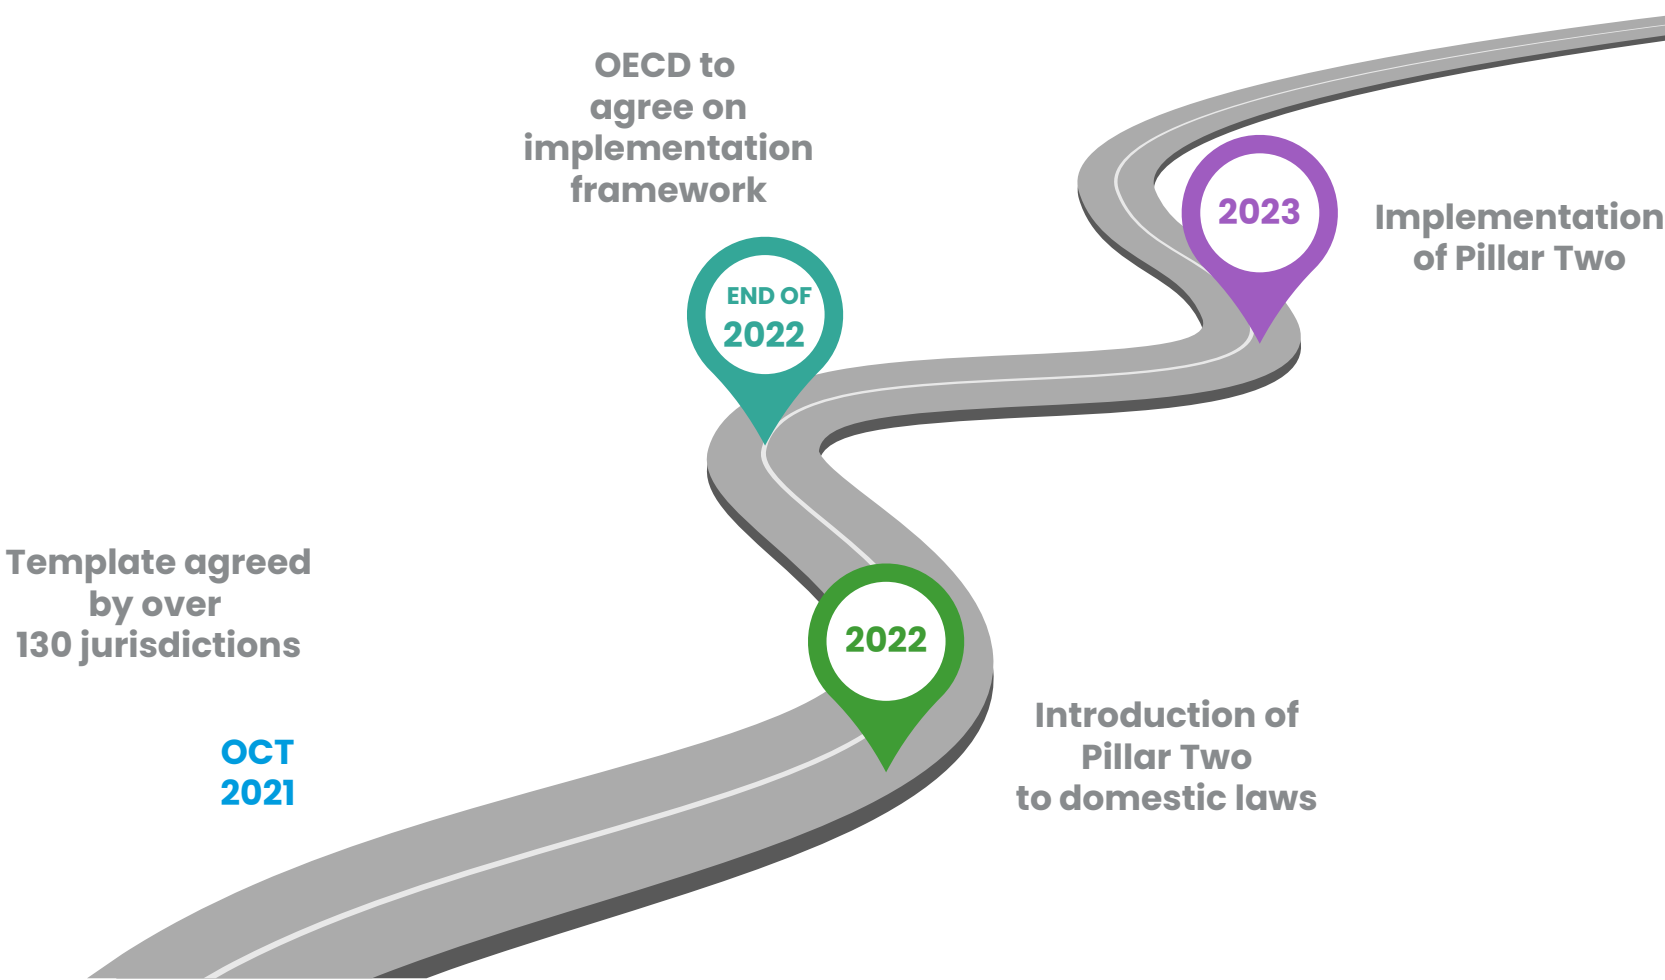 OECD to
agree on
implementation
framework
END OF
2022
2023
Implementation
of Pillar Two
Template agreed
by over
130 jurisdictions
OCT
2021
2022
Introduction of
Pillar Two
to domestic laws